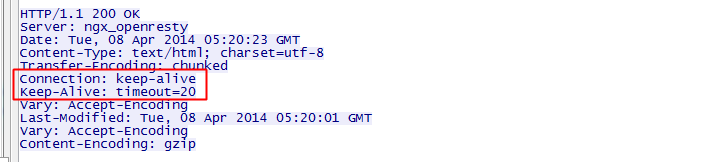 HTTP/1.1 200 OK
Server: ngx_openresty
Date: Tue, 08 Apr 2014 05:20:23 GMT
Content-Type: text/html; charset=utf-8
Transfer-Encoding: chunked
Connection: keep-alive
Keep-Alive: timeout=20
Vary: Accept-Encoding
Last-Modified: Tue, 08 Apr 2014 05:20:01 GMT
Vary: Accept-Encoding
Content-Encoding: gzip